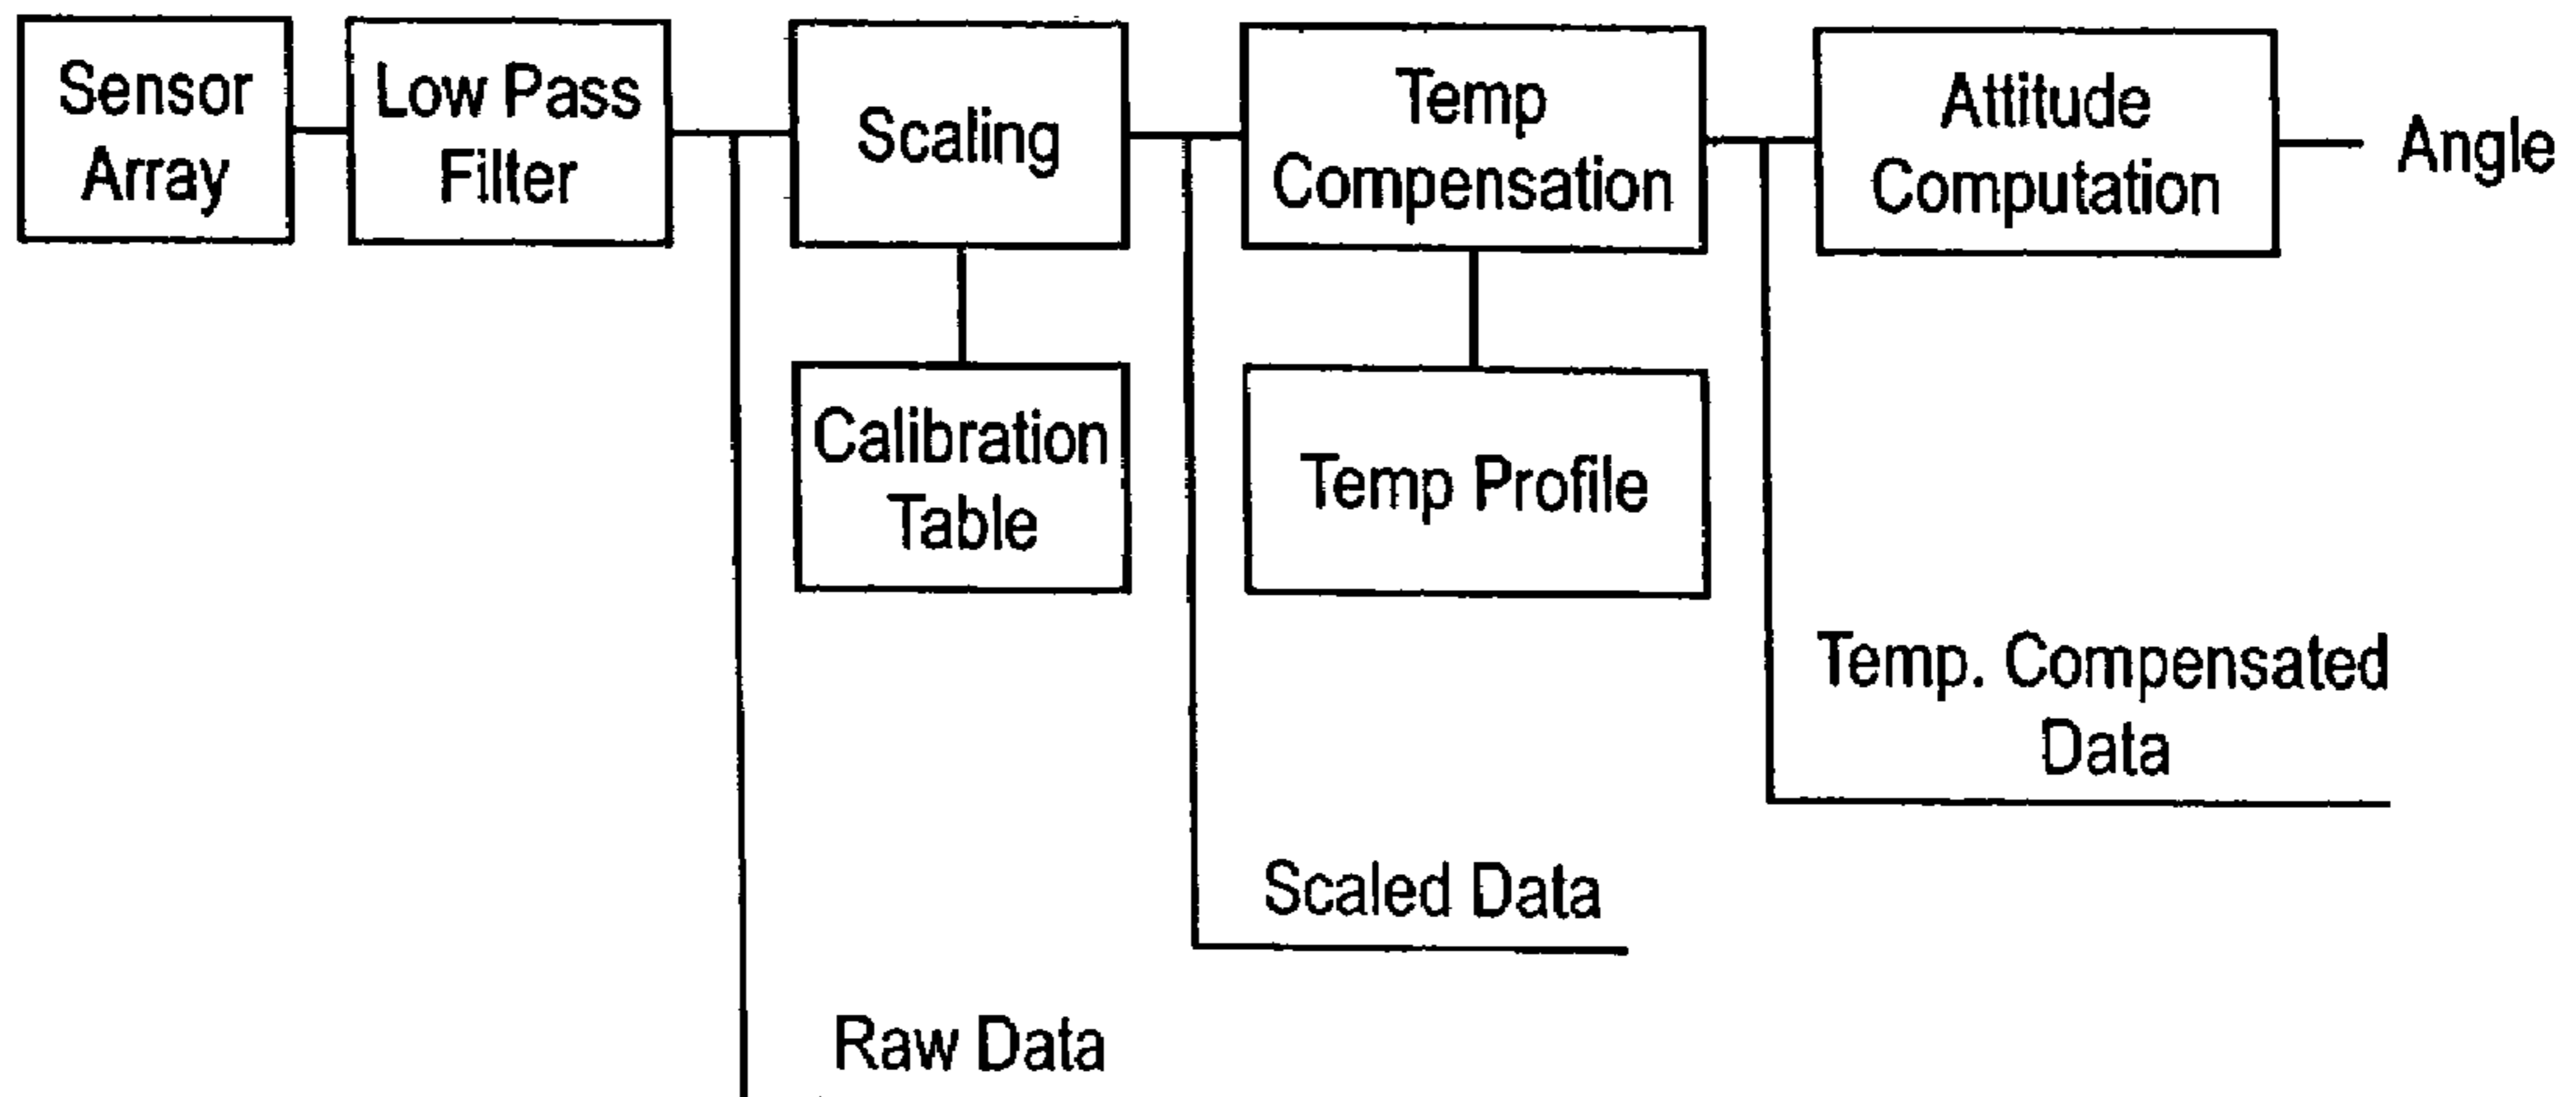 Sensor
Array
Low Pass
Filter
Scaling
Temp
Compensation
Attitude
Computation
Angle
Calibration
Table
Temp Profile
Temp. Compensated
Data
Scaled Data
Raw Data